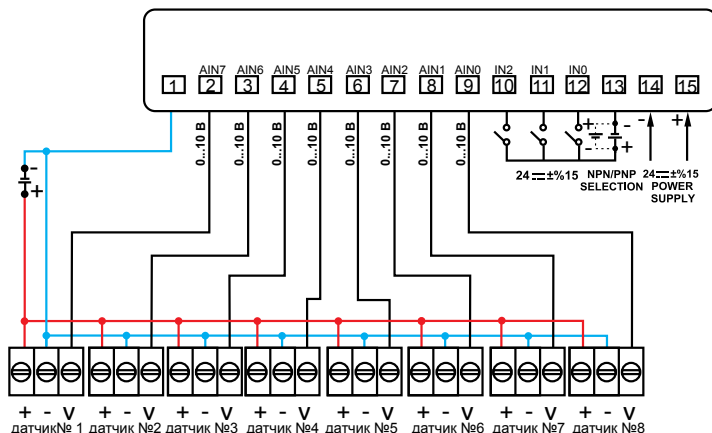 AIN7 AIN6 AIN5 AIN4 AIN3 AIN2 AIN1 AIN0 IN2 IN1 IN0
1 2 3 4 5 6 7 8 9 10 11 12 13 14 15
0...10 В 0...10 В 0...10 В 0...10 В 0...10 В 0...10 В 0...10 В 0...10 В
+ - - +
- +
- +
24 ±%15 NPN/PNP 24 ±%15
SELECTION POWER
SUPPLY
+ - V + - V + - V + - V + - V + - V + - V + - V
датчик№ 1 датчик №2 датчик №3 датчик №4 датчик №5 датчик №6 датчик №7 датчик №8